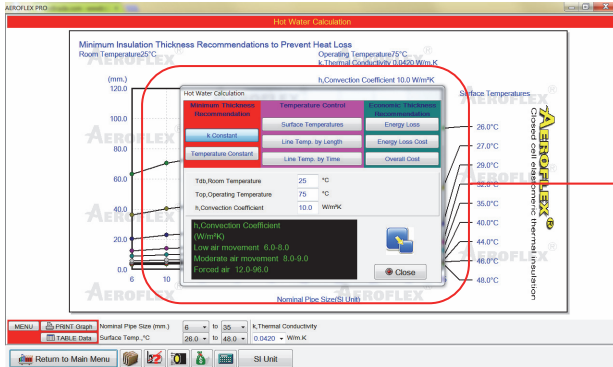 AEROFLEX PRO
Hot Water Calculation
Minimum Insulation Thickness Recommendations to Prevent Heat Loss
Room Temperature25°C
Operating Temperature75°C
k,Thermal Conductivity 0.0420 W/m.K
h,Convection Coefficient 10.0 W/m²K
(mm.)
Surface Temperatures
120.0
100.0
80.0
60.0
40.0
20.0
0.0
6 10
26.0°C
27.0°C
29.0°C
32.0°C
35.0°C
40.0°C
44.0°C
46.0°C
48.0°C
Nominal Pipe Size(SI Unit)
AEROFLEX
Closed cell elastomeric thermal insulation
Hot Water Calculation
Minimum Thickness Recommendation
Temperature Control
Economic Thickness Recommendation
k Constant
Surface Temperatures
Energy Loss
Line Temp. by Length
Energy Loss Cost
Temperature Constant
Line Temp. by Time
Overall Cost
Tdb,Room Temperature 25 °C
Top,Operating Temperature 75 °C
h,Convection Coefficient 10.0 W/m²K
h,Convection Coefficient
(W/m²K)
Low air movement 6.0-8.0
Moderate air movement 8.0-9.0
Forced air 12.0-96.0
Close
MENU PRINT Graph Nominal Pipe Size (mm.) 6 to 35 k,Thermal Conductivity
TABLE Data Surface Temp.,°C 26.0 to 48.0 0.0420 W/m.K
Return to Main Menu SI Unit